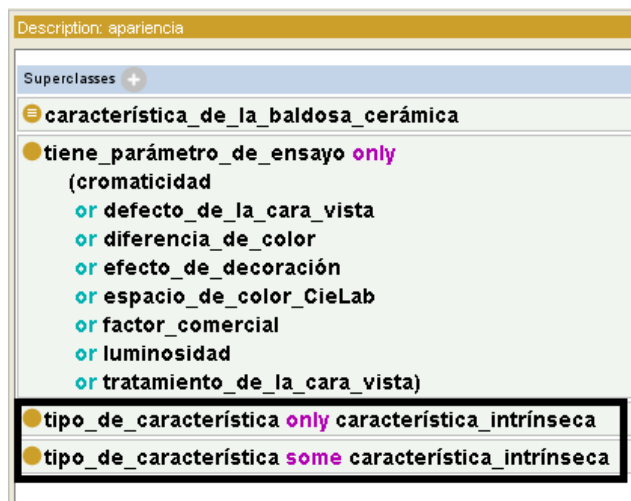 Description: apariencia
Superclasses
característica_de_la_baldosa_cerámica
tiene_parámetro_de_ensayo only
(cromaticidad
or defecto_de_la_cara_vista
or diferencia_de_color
or efecto_de_decoración
or espacio_de_color_CieLab
or factor_comercial
or luminosidad
or tratamiento_de_la_cara_vista)
tipo_de_característica only característica_intrínseca
tipo_de_característica some característica_intrínseca